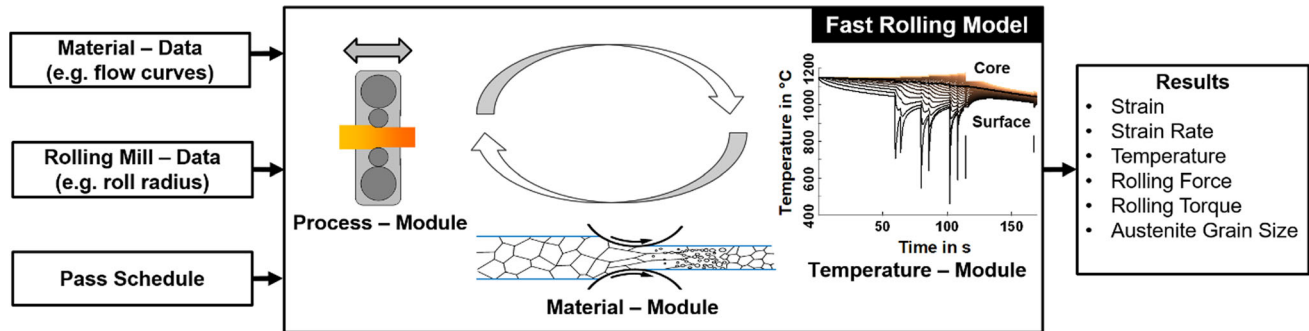 Material – Data
(e.g. flow curves)
Rolling Mill – Data
(e.g. roll radius)
Pass Schedule
Fast Rolling Model
Process – Module
Material – Module
Temperature in °C
1200
1000
800
600
400
Core
Surface
50
100
150
Time in s
Temperature – Module
Results
• Strain
• Strain Rate
• Temperature
• Rolling Force
• Rolling Torque
• Austenite Grain Size